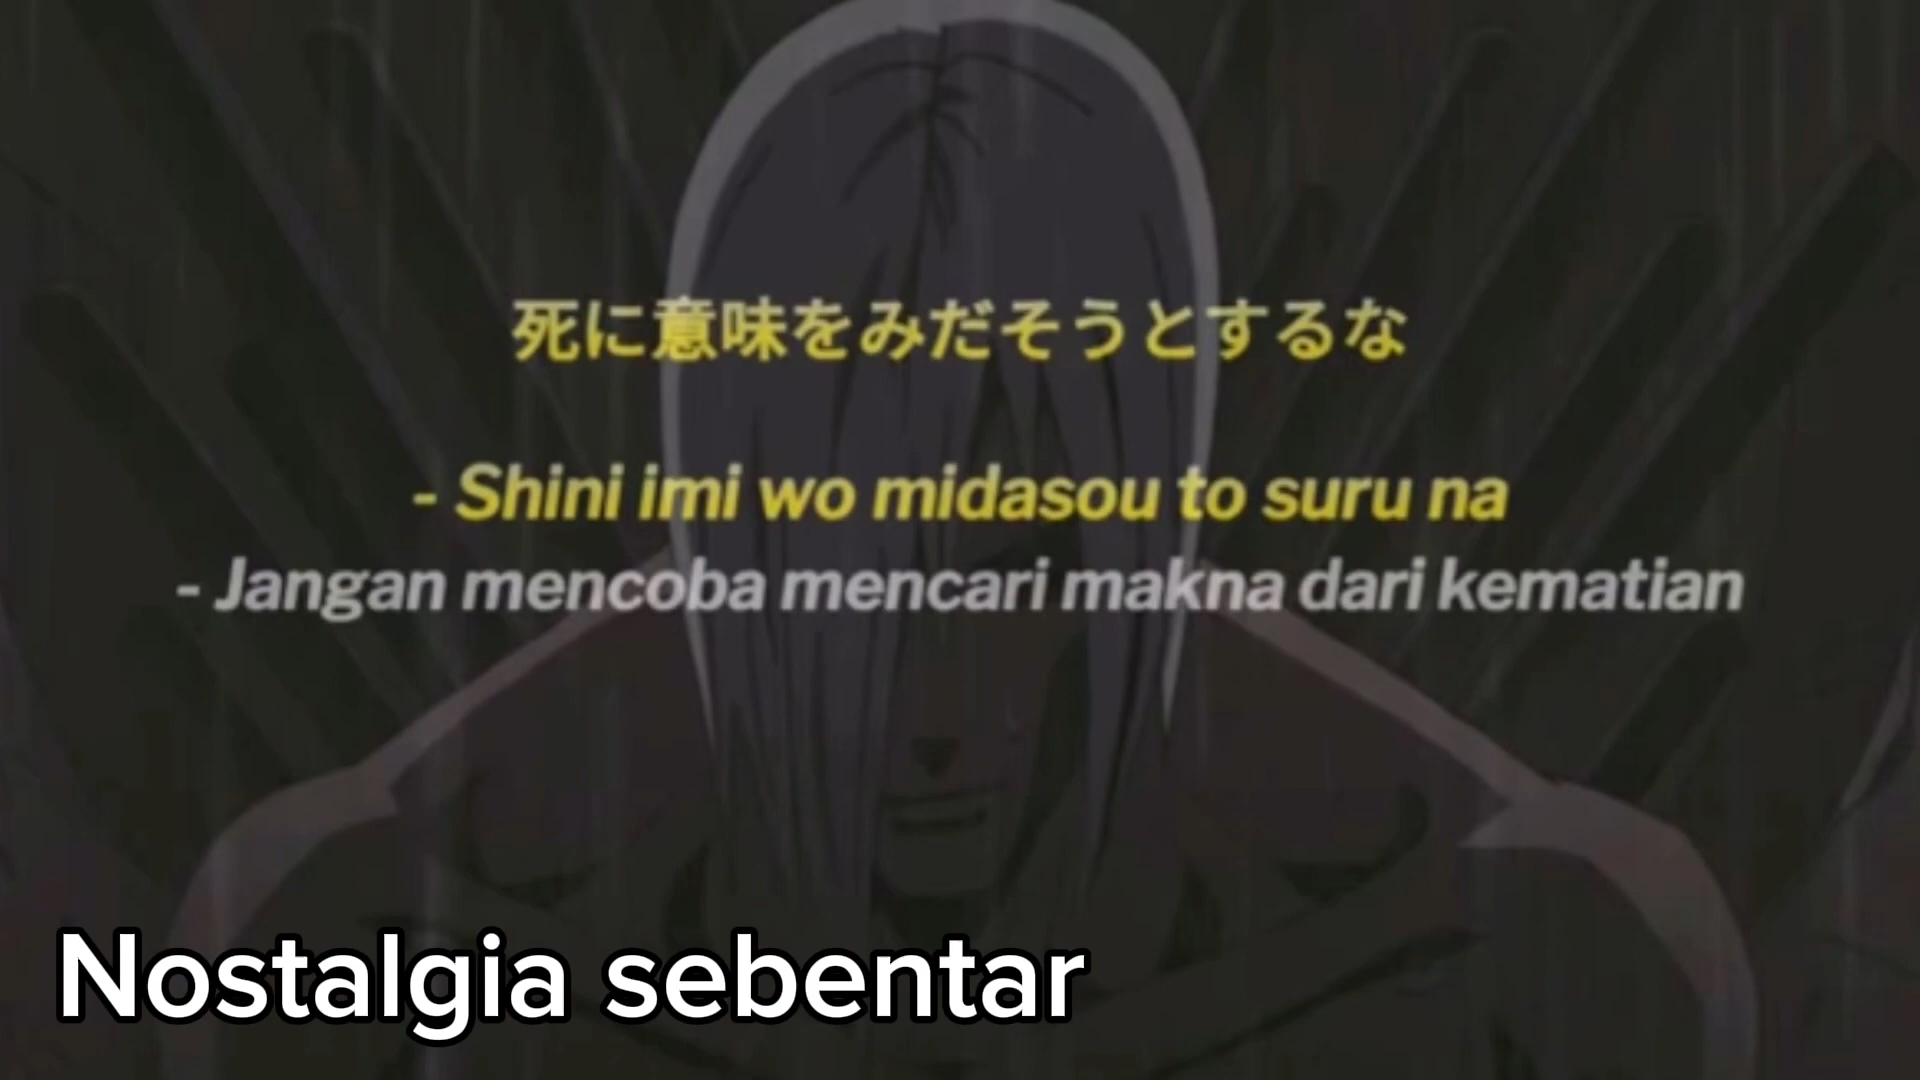 死に意味をみだそうとするな
- Shini imi wo midasou to suru na
- Jangan mencoba mencari makna dari kematian
Nostalgia sebentar